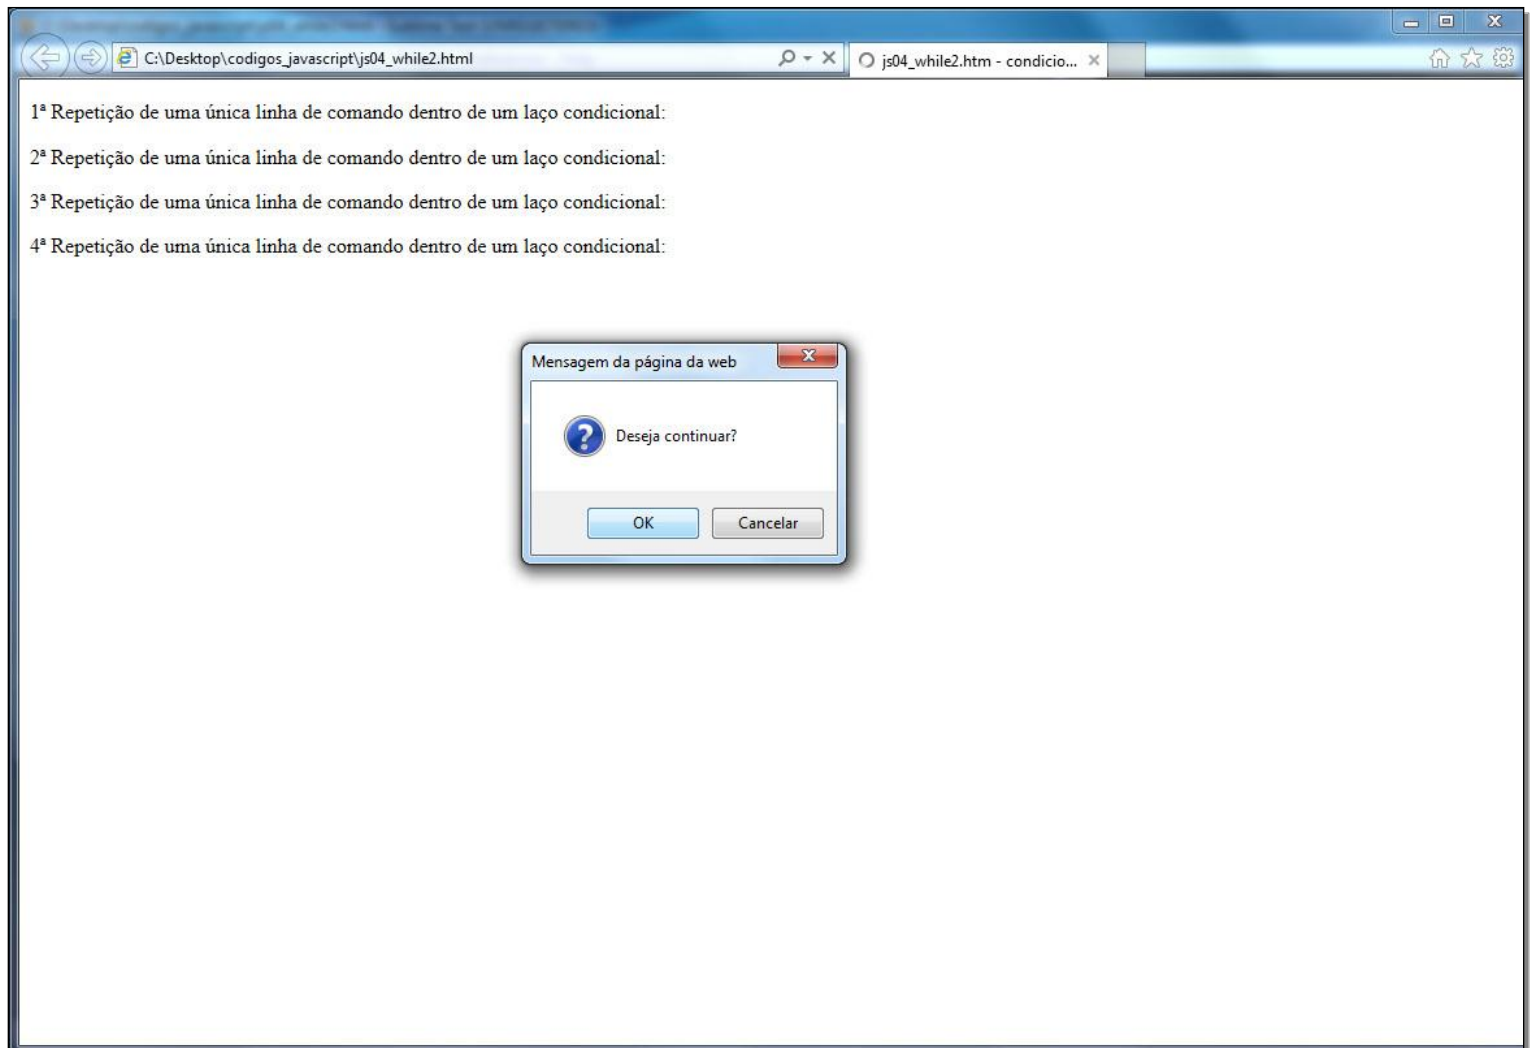 C:\Desktop\codigos_javascript\js04_while2.html
js04_while2.htm - condicio...
1ª Repetição de uma única linha de comando dentro de um laço condicional:
2ª Repetição de uma única linha de comando dentro de um laço condicional:
3ª Repetição de uma única linha de comando dentro de um laço condicional:
4ª Repetição de uma única linha de comando dentro de um laço condicional:
Mensagem da página da web
Deseja continuar?
OK
Cancelar